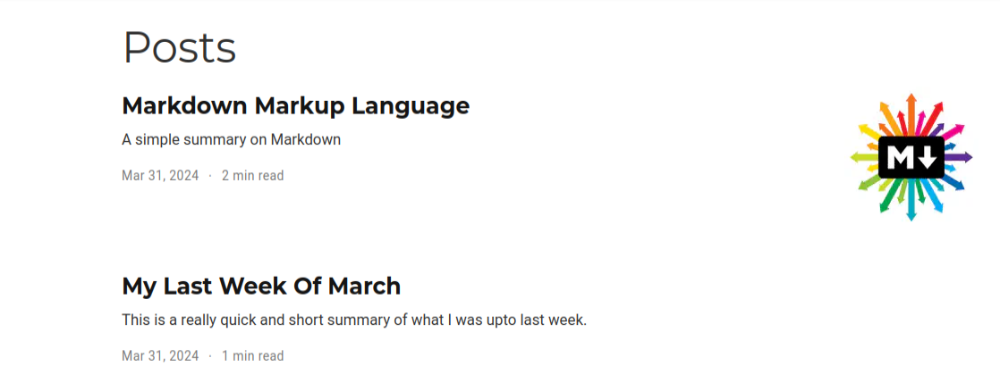 Posts
Markdown Markup Language
A simple summary on Markdown
Mar 31, 2024 · 2 min read
M
My Last Week Of March
This is a really quick and short summary of what I was upto last week.
Mar 31, 2024 · 1 min read